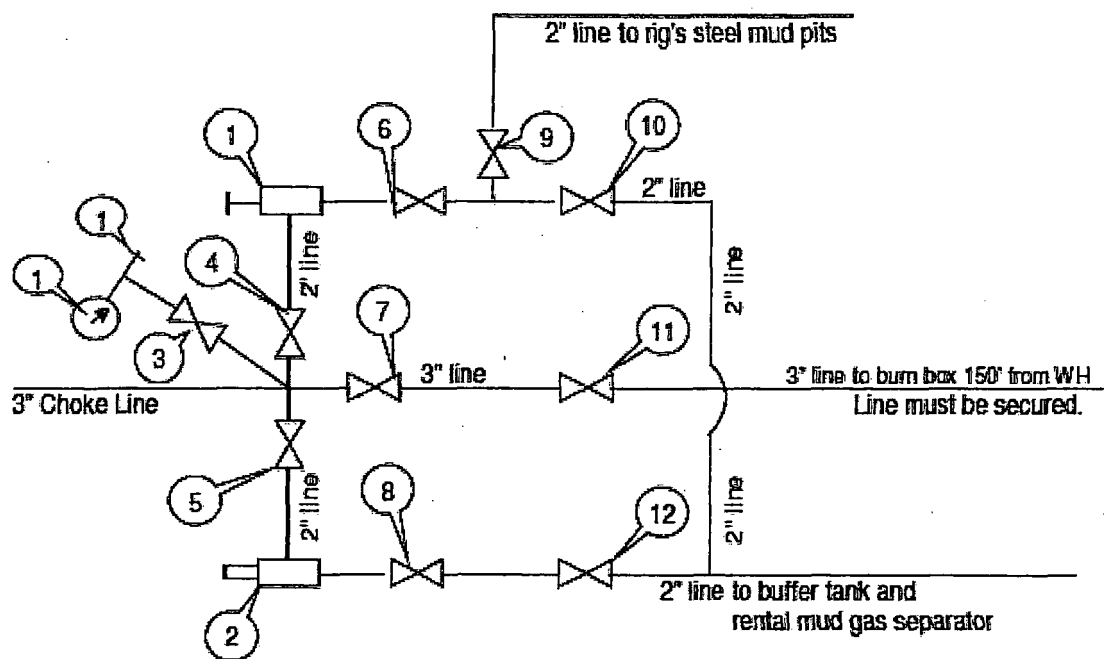 2" line to rig's steel mud pits
1
6
9
10
2" line
1
4
2" line
2" line
1
7
11
3
3" line
3" line to burn box 150' from WH
3" Choke Line
Line must be secured.
5
2" line
8
12
2" line
2" line to buffer tank and
rental mud gas separator
2